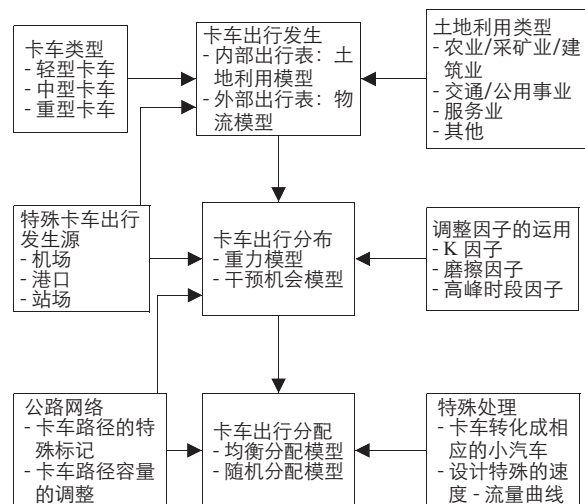 卡车类型
- 轻型卡车
- 中型卡车
- 重型卡车
卡车出行发生
- 内部出行表：土
地利用模型
- 外部出行表：物
流模型
土地利用类型
- 农业/采矿业/建
筑业
- 交通/公用事业
- 服务业
- 其他
特殊卡车出行
发生源
- 机场
- 港口
- 站场
卡车出行分布
- 重力模型
- 干预机会模型
调整因子的运用
- K 因子
- 磨擦因子
- 高峰时段因子
公路网络
- 卡车路径的特
殊标记
- 卡车路径容量
的调整
卡车出行分配
- 均衡分配模型
- 随机分配模型
特殊处理
- 卡车转化成相
应的小汽车
- 设计特殊的速
度 - 流量曲线